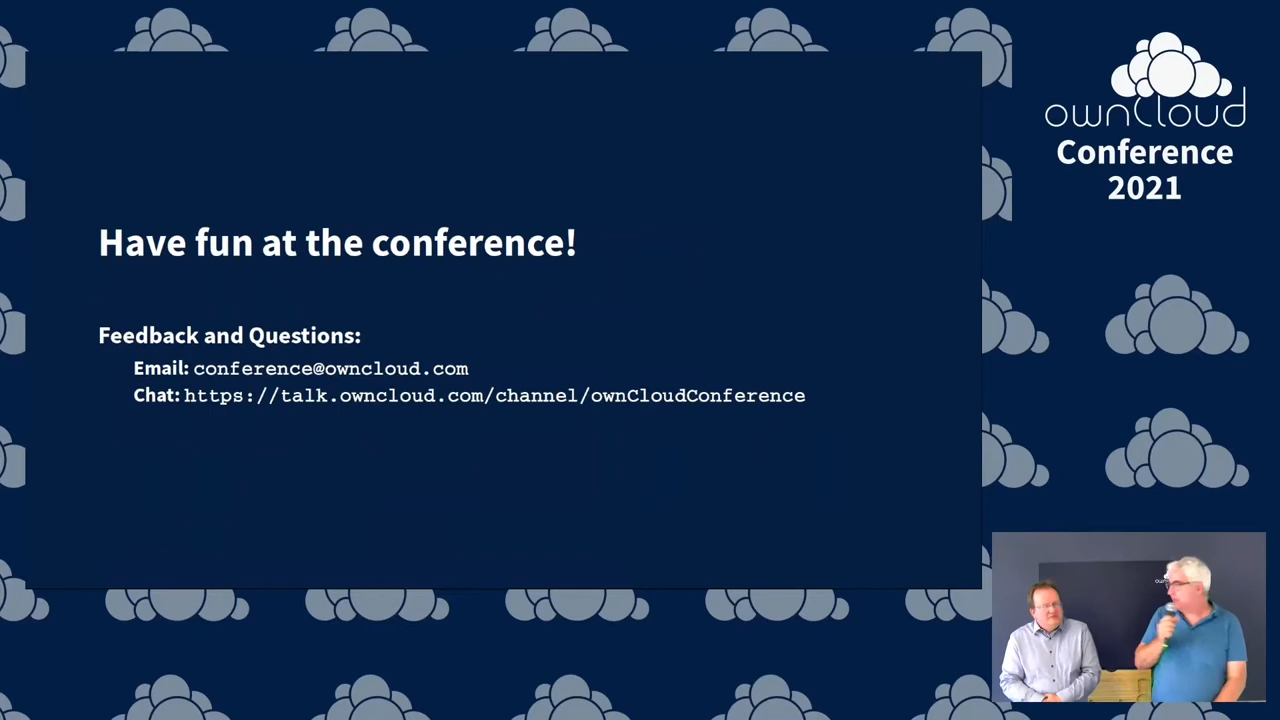 ownCloud
Conference
2021
Have fun at the conference!
Feedback and Questions:
Email: conference@owncloud.com
Chat: https://talk.owncloud.com/channel/ownCloudConference